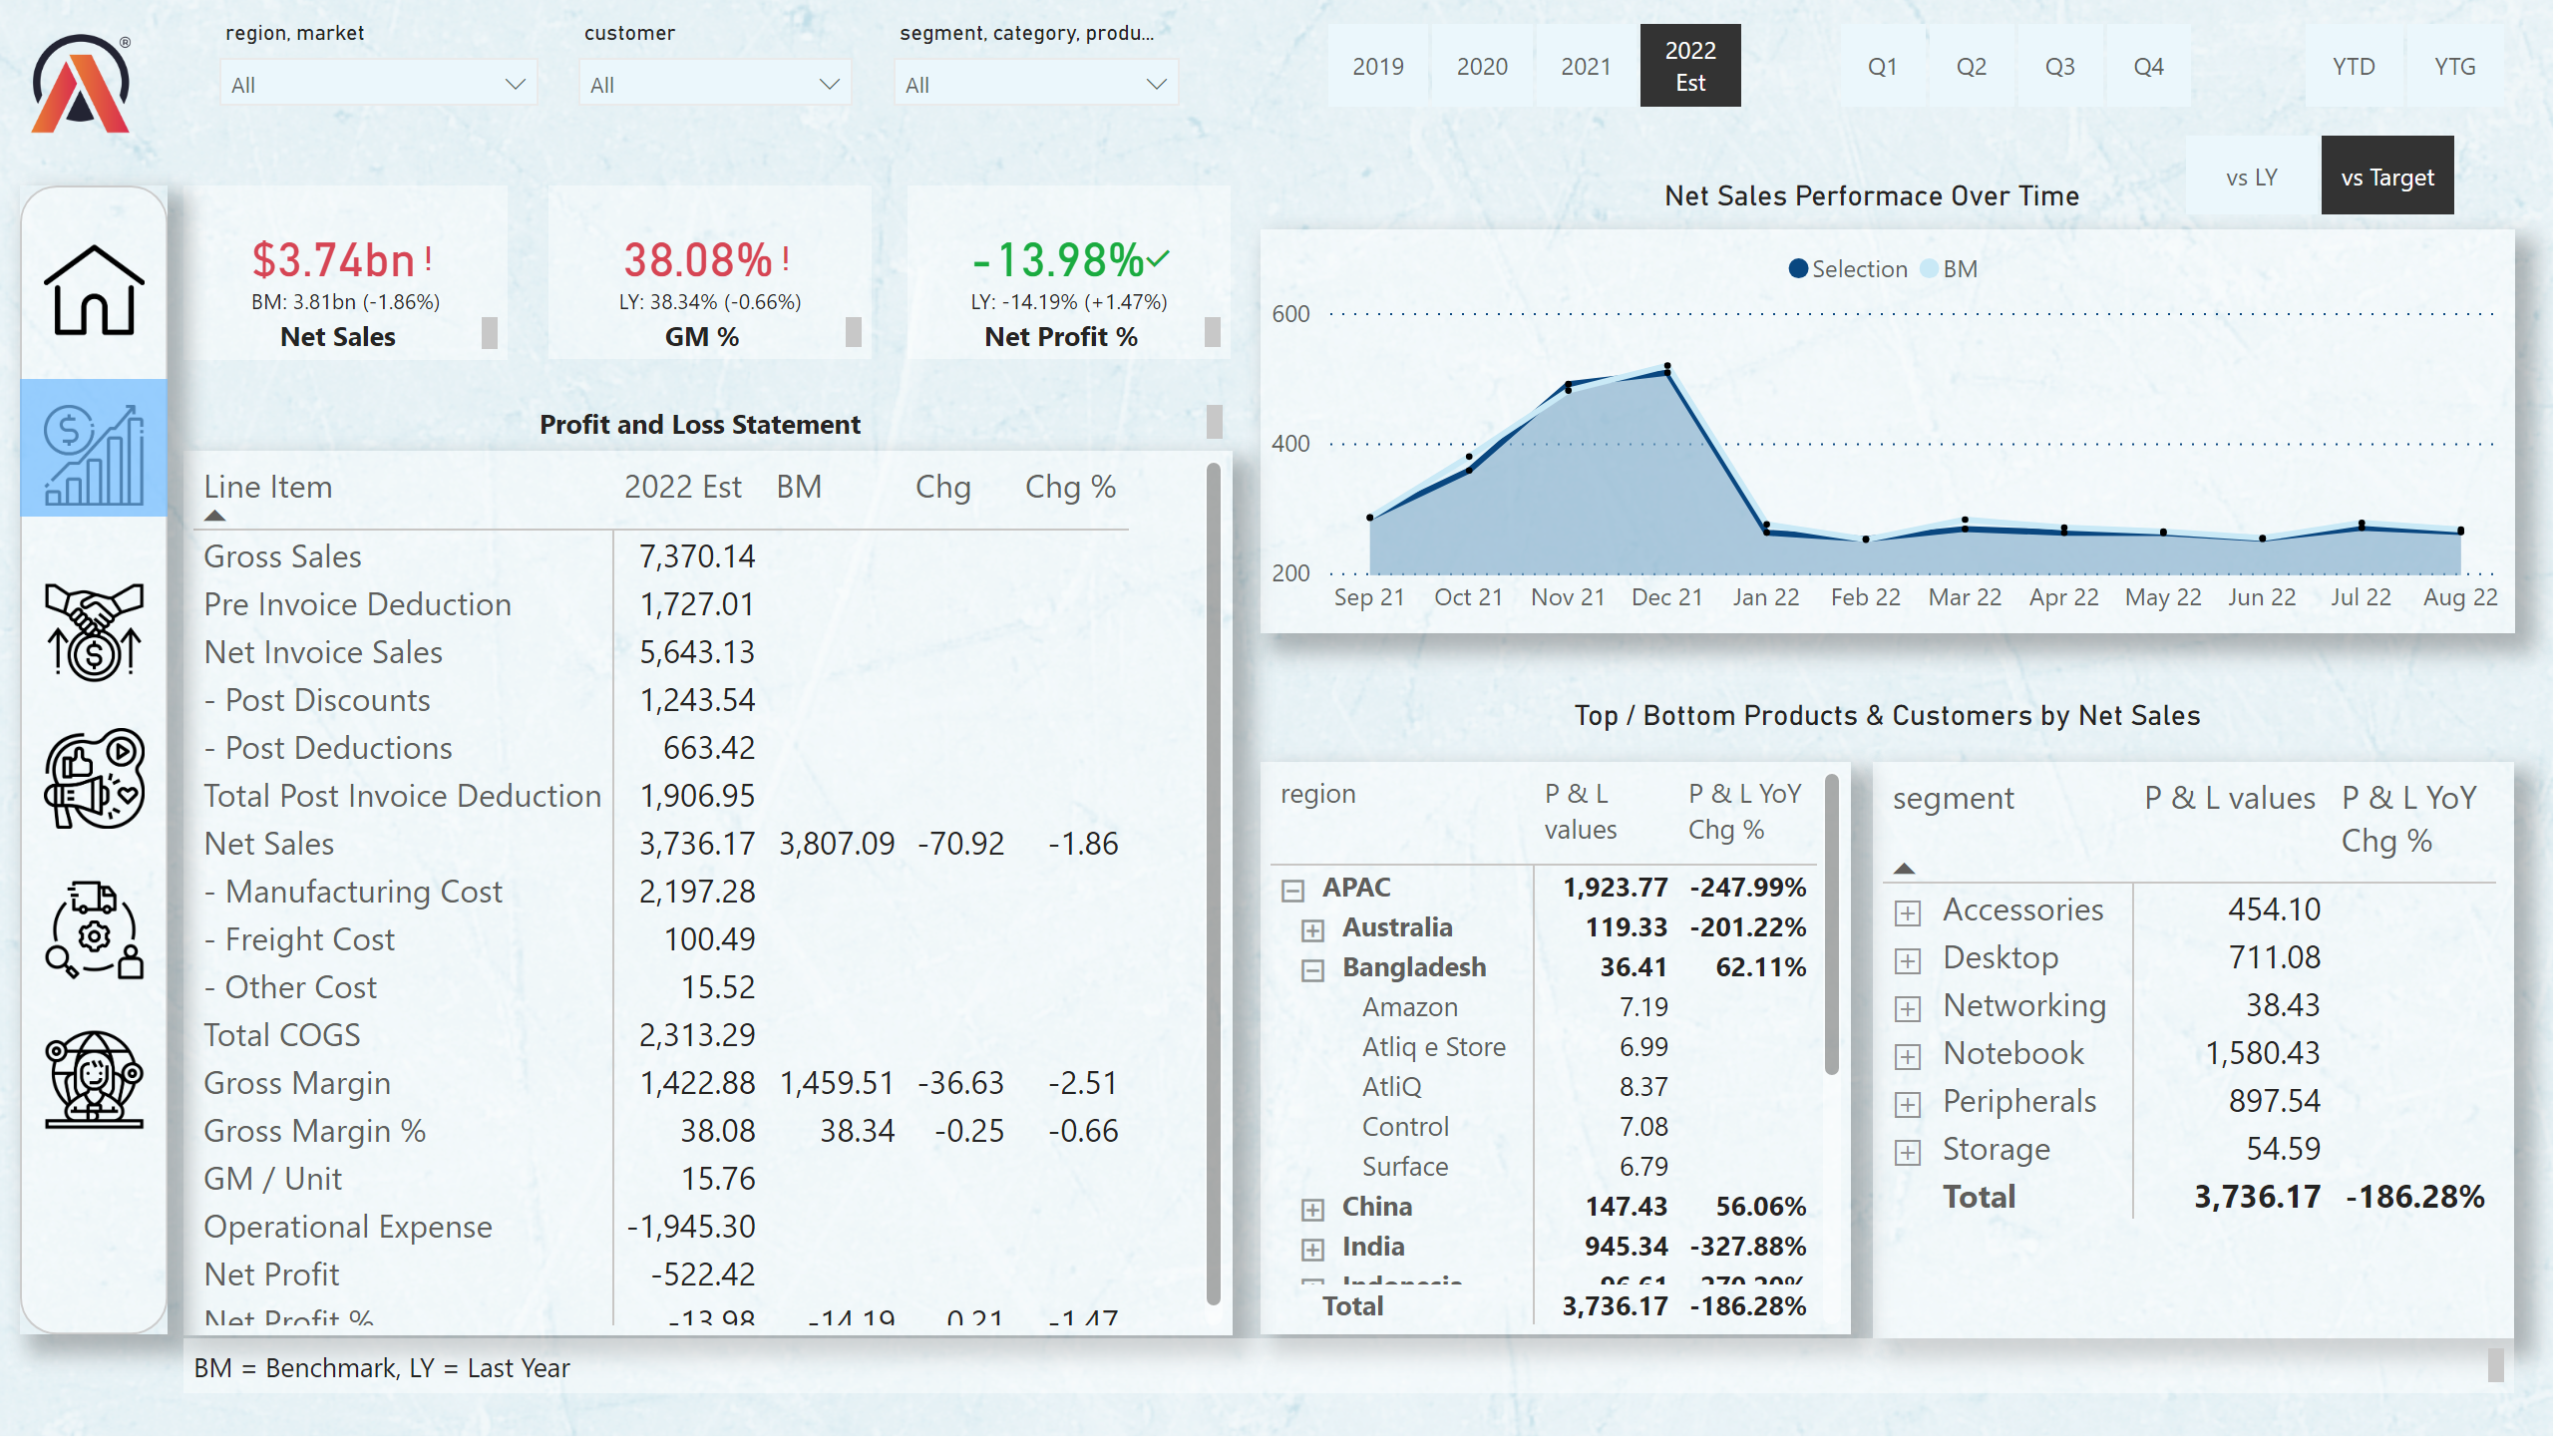 ®
region, market
customer
segment, category, produ...
All
All
All
2019
2020
2021
2022
Est
Q1
Q2
Q3
Q4
YTD
YTG
vs LY
vs Target
$3.74bn !
BM: 3.81bn (-1.86%)
Net Sales
38.08% !
LY: 38.34% (-0.66%)
GM %
-13.98%
LY: -14.19% (+1.47%)
Net Profit %
Net Sales Performace Over Time
Selection BM
600
400
200
Sep 21 Oct 21 Nov 21 Dec 21 Jan 22 Feb 22 Mar 22 Apr 22 May 22 Jun 22 Jul 22 Aug 22
Profit and Loss Statement
Line Item 2022 Est BM Chg Chg %
Gross Sales 7,370.14
Pre Invoice Deduction 1,727.01
Net Invoice Sales 5,643.13
- Post Discounts 1,243.54
- Post Deductions 663.42
Total Post Invoice Deduction 1,906.95
Net Sales 3,736.17 3,807.09 -70.92 -1.86
- Manufacturing Cost 2,197.28
- Freight Cost 100.49
- Other Cost 15.52
Total COGS 2,313.29
Gross Margin 1,422.88 1,459.51 -36.63 -2.51
Gross Margin % 38.08 38.34 -0.25 -0.66
GM / Unit 15.76
Operational Expense -1,945.30
Net Profit -522.42
Net Profit % -13.98 -14.19 0.21 -1.47
Top / Bottom Products & Customers by Net Sales
region P & L values P & L YoY Chg %
APAC 1,923.77 -247.99%
Australia 119.33 -201.22%
Bangladesh 36.41 62.11%
Amazon 7.19
Atliq e Store 6.99
AtliQ 8.37
Control 7.08
Surface 6.79
China 147.43 56.06%
India 945.34 -327.88%
Indonesia 96.61
Total 3,736.17 -186.28%
segment P & L values P & L YoY Chg %
Accessories 454.10
Desktop 711.08
Networking 38.43
Notebook 1,580.43
Peripherals 897.54
Storage 54.59
Total 3,736.17 -186.28%
BM = Benchmark, LY = Last Year